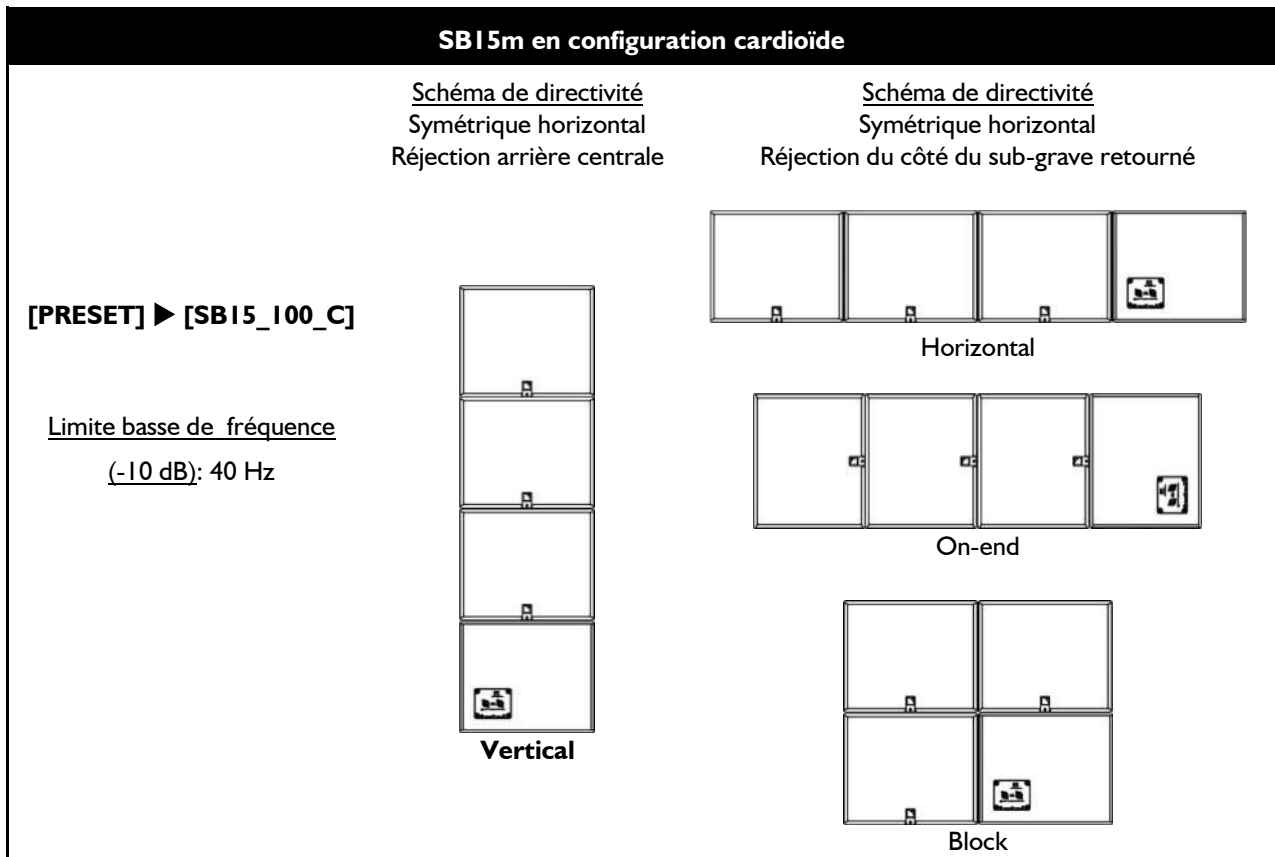 SB15m en configuration cardioïde
Schéma de directivité
Symétrique horizontal
Réjection arrière centrale
Schéma de directivité
Symétrique horizontal
Réjection du côté du sub-grave retourné
[PRESET] ▶ [SB15_100_C]
Limite basse de fréquence
(-10 dB): 40 Hz
Vertical
Horizontal
On-end
Block